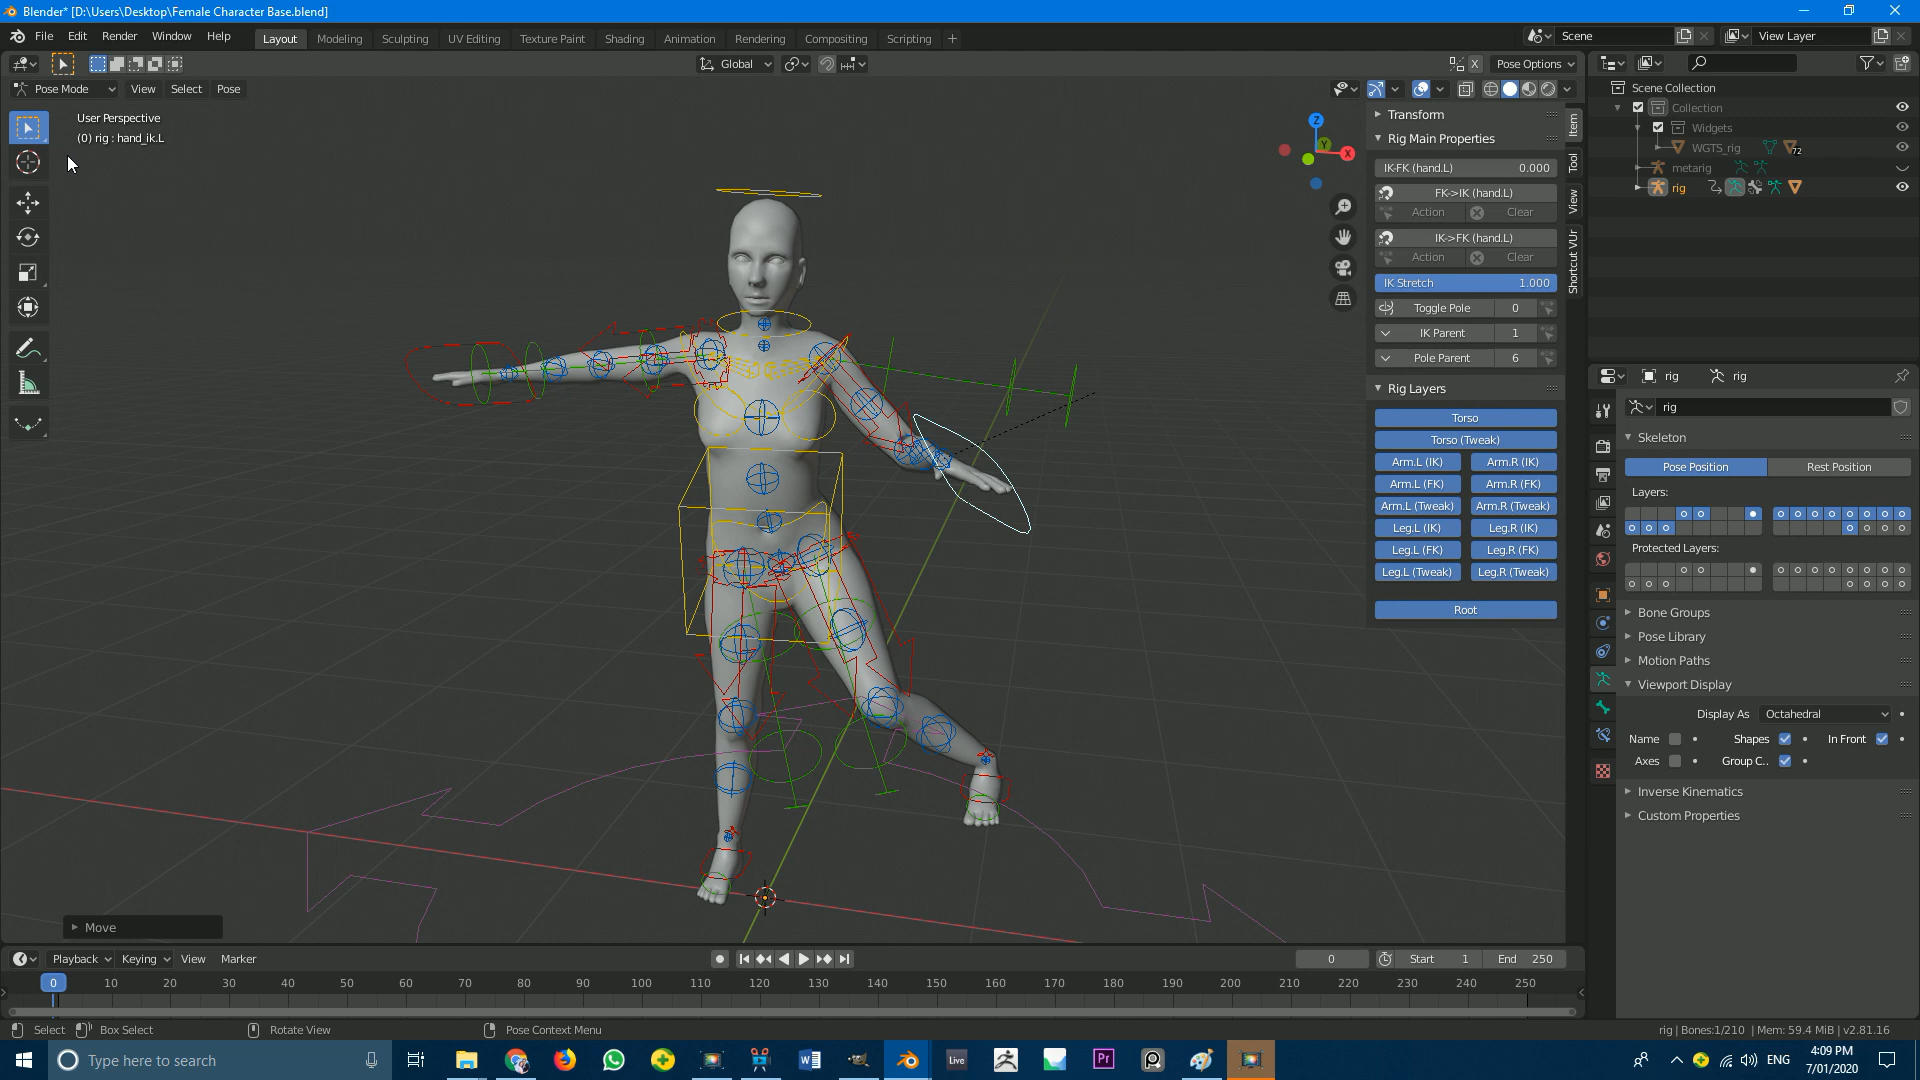 Blender* [D:\Users\Desktop\Female Character Base.blend]
File Edit Render Window Help
Layout Modeling Sculpting UV Editing Texture Paint Shading Animation Rendering Compositing Scripting +
Scene
View Layer
Global
X
Pose Options
Pose Mode View Select Pose
User Perspective
(0) rig : hand_ik.L
Z
Y
X
Transform
Rig Main Properties
IK-FK (hand.L) 0.000
FK->IK (hand.L)
Action Clear
IK->FK (hand.L)
Action Clear
IK Stretch 1.000
Toggle Pole 0
IK Parent 1
Pole Parent 6
Rig Layers
Torso
Torso (Tweak)
Arm.L (IK) Arm.R (IK)
Arm.L (FK) Arm.R (FK)
Arm.L (Tweak) Arm.R (Tweak)
Leg.L (IK) Leg.R (IK)
Leg.L (FK) Leg.R (FK)
Leg.L (Tweak) Leg.R (Tweak)
Root
Item
Tool
View
Shortcut VUr
Scene Collection
Collection
Widgets
WGTS_rig 72
metarig
rig
rig rig
rig
Skeleton
Pose Position Rest Position
Layers:
Protected Layers:
Bone Groups
Pose Library
Motion Paths
Viewport Display
Display As Octahedral
Name Shapes In Front
Axes Group C..
Inverse Kinematics
Custom Properties
Move
Playback Keying View Marker
0 Start 1 End 250
0 10 20 30 40 50 60 70 80 90 100 110 120 130 140 150 160 170 180 190 200 210 220 230 240 250
Select Box Select Rotate View Pose Context Menu
rig | Bones:1/210 | Mem: 59.4 MiB | v2.81.16
Type here to search
W
Live
Pr
ENG
4:09 PM
7/01/2020